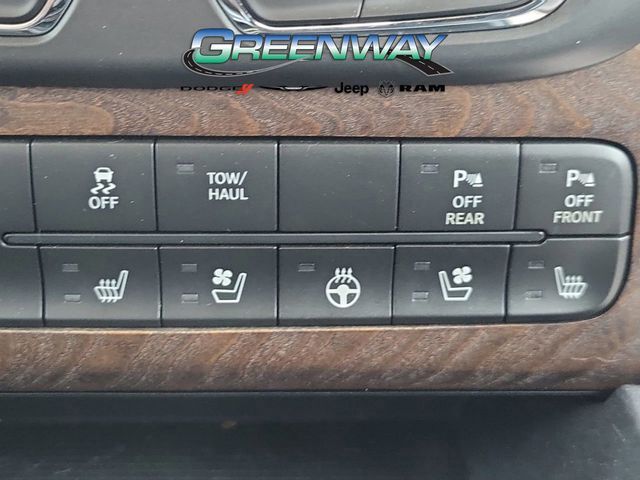 GREENWAY
DODGE Jeep RAM
OFF
TOW/
HAUL
P
OFF
REAR
P
OFF
FRONT